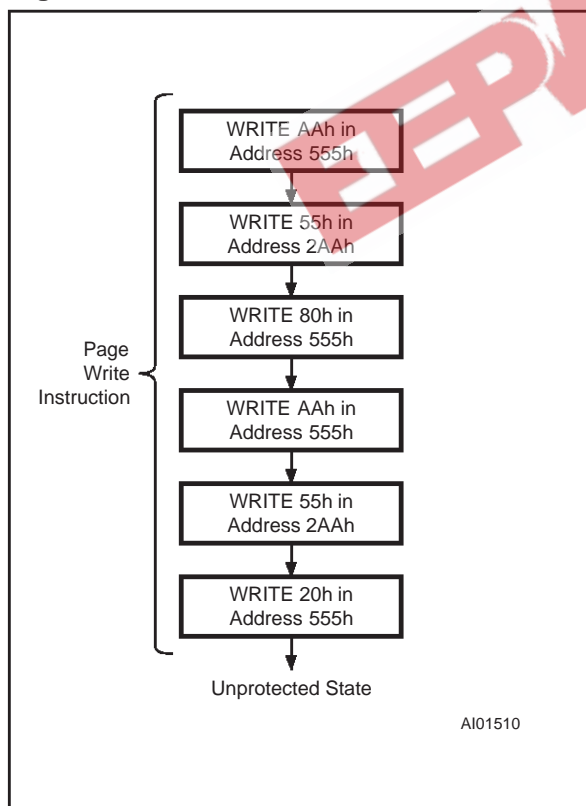 WRITE AAh in
Address 555h
WRITE 55h in
Address 2AAh
WRITE 80h in
Address 555h
Page
Write
Instruction
WRITE AAh in
Address 555h
WRITE 55h in
Address 2AAh
WRITE 20h in
Address 555h
Unprotected State
AI01510